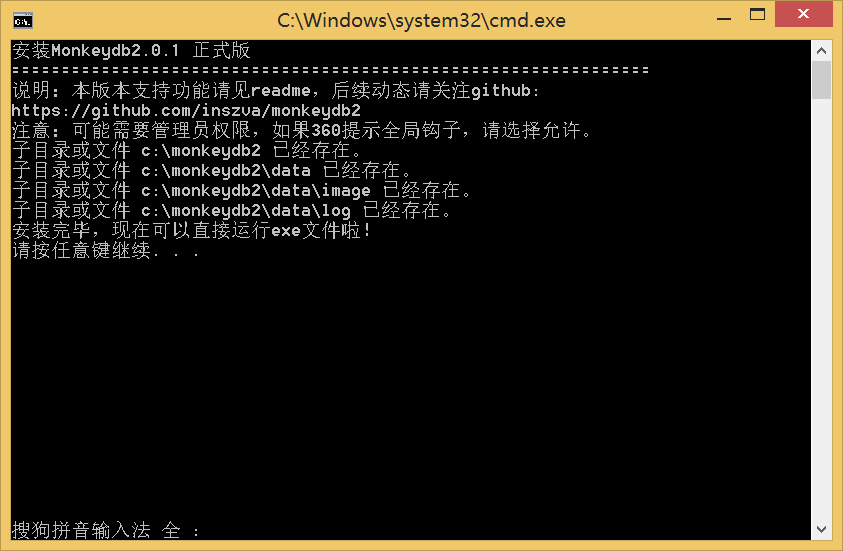 C:\Windows\system32\cmd.exe
安装Monkeydb2.0.1 正式版
================================================================
说明：本版本支持功能请见readme，后续动态请关注github：
https://github.com/inszva/monkeydb2
注意：可能需要管理员权限，如果360提示全局钩子，请选择允许。
子目录或文件 c:\monkeydb2 已经存在。
子目录或文件 c:\monkeydb2\data 已经存在。
子目录或文件 c:\monkeydb2\data\image 已经存在。
子目录或文件 c:\monkeydb2\data\log 已经存在。
安装完毕，现在可以直接运行exe文件啦！
请按任意键继续. . .
搜狗拼音输入法 全 ：